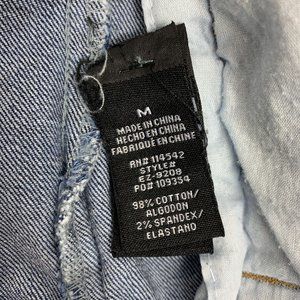 M
MADE IN CHINA
HECHO EN CHINA
FABRIQUÉ EN CHINE
RN# 114542
STYLE#
EZ-9208
PO# 109354
98% COTTON/
ALGODON
2% SPANDEX/
ELASTANO